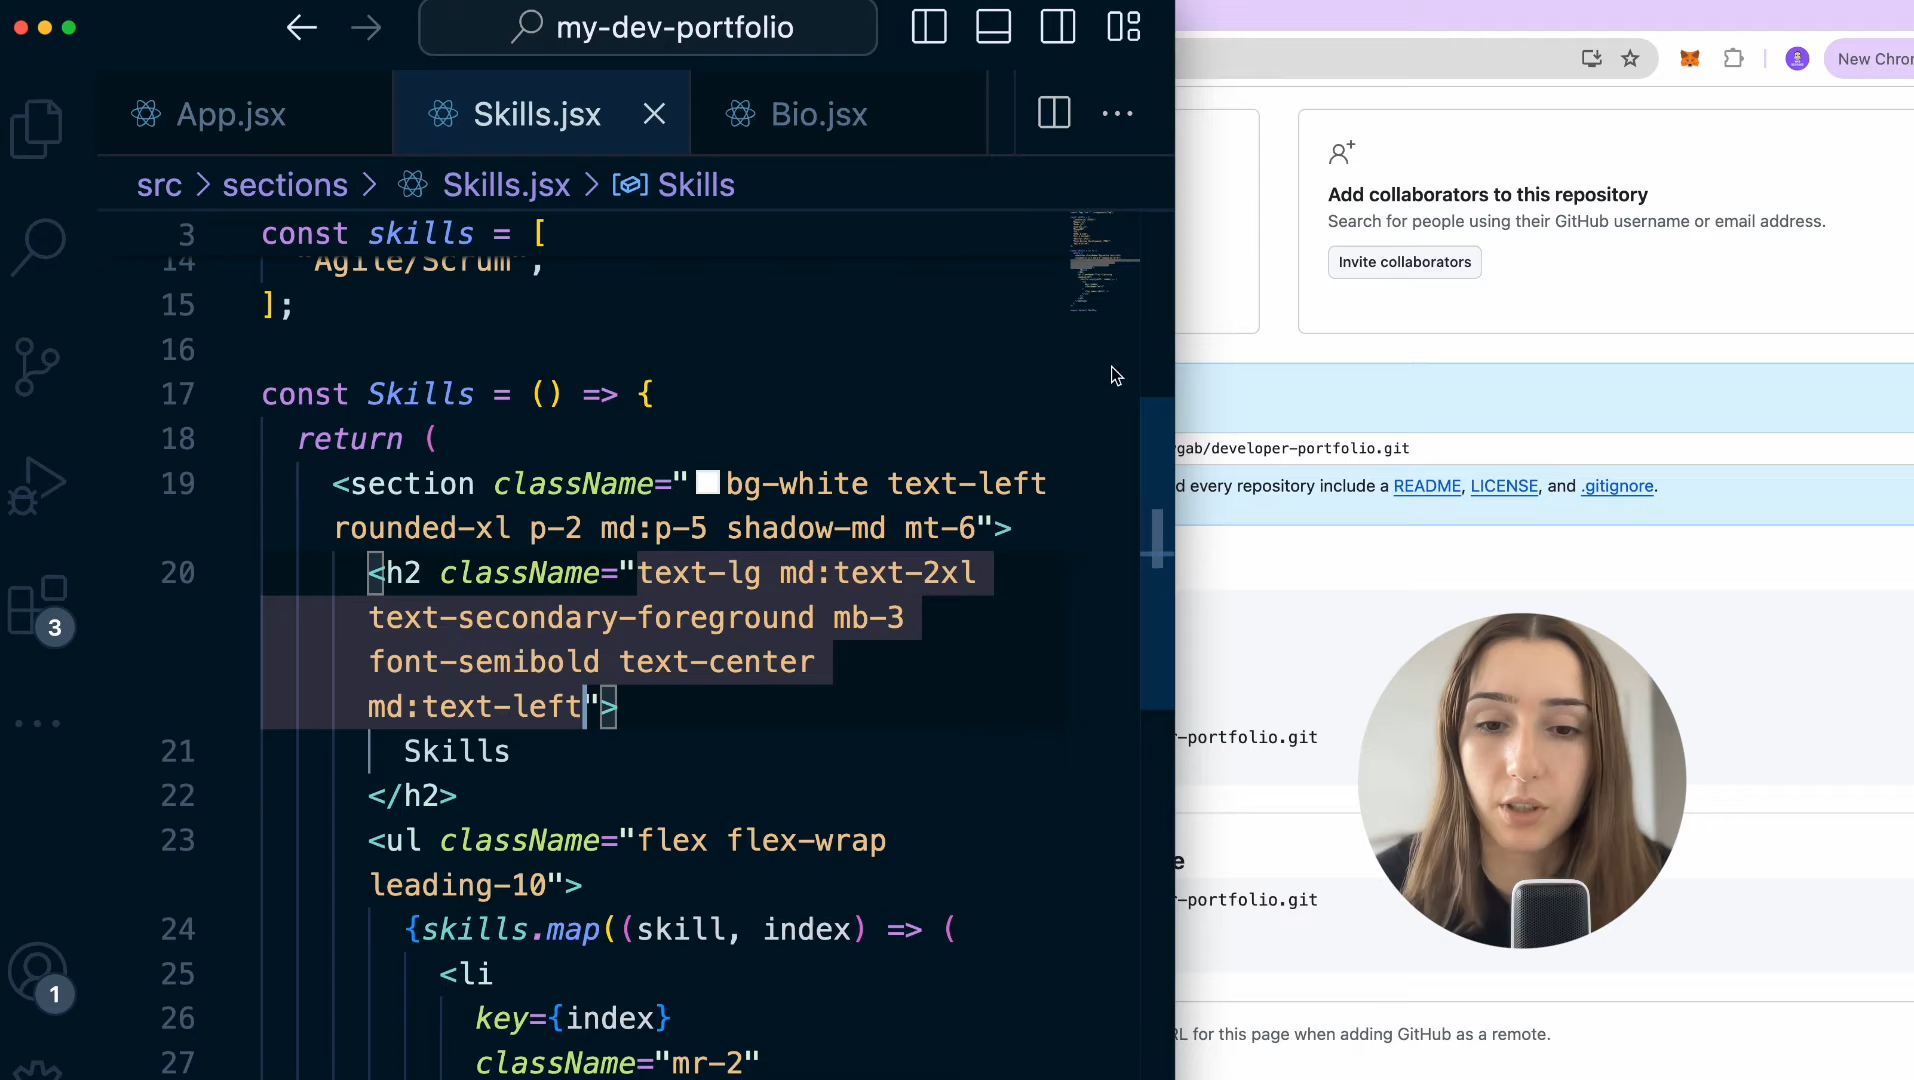 my-dev-portfolio
App.jsx
Skills.jsx
Bio.jsx
src > sections > Skills.jsx > Skills
3 const skills = [
14 "Agile/Scrum",
15 ];
16
17 const Skills = () => {
18 return (
19 <section className="bg-white text-left
rounded-xl p-2 md:p-5 shadow-md mt-6">
20 <h2 className="text-lg md:text-2xl
text-secondary-foreground mb-3
font-semibold text-center
md:text-left">
21 Skills
22 </h2>
23 <ul className="flex flex-wrap
leading-10">
24 {skills.map((skill, index) => (
25 <li
26 key={index}
27 className="mr-2"
3
1
New Chro
Add collaborators to this repository
Search for people using their GitHub username or email address.
Invite collaborators
gab/developer-portfolio.git
d every repository include a README, LICENSE, and .gitignore.
-portfolio.git
e
-portfolio.git
RL for this page when adding GitHub as a remote.